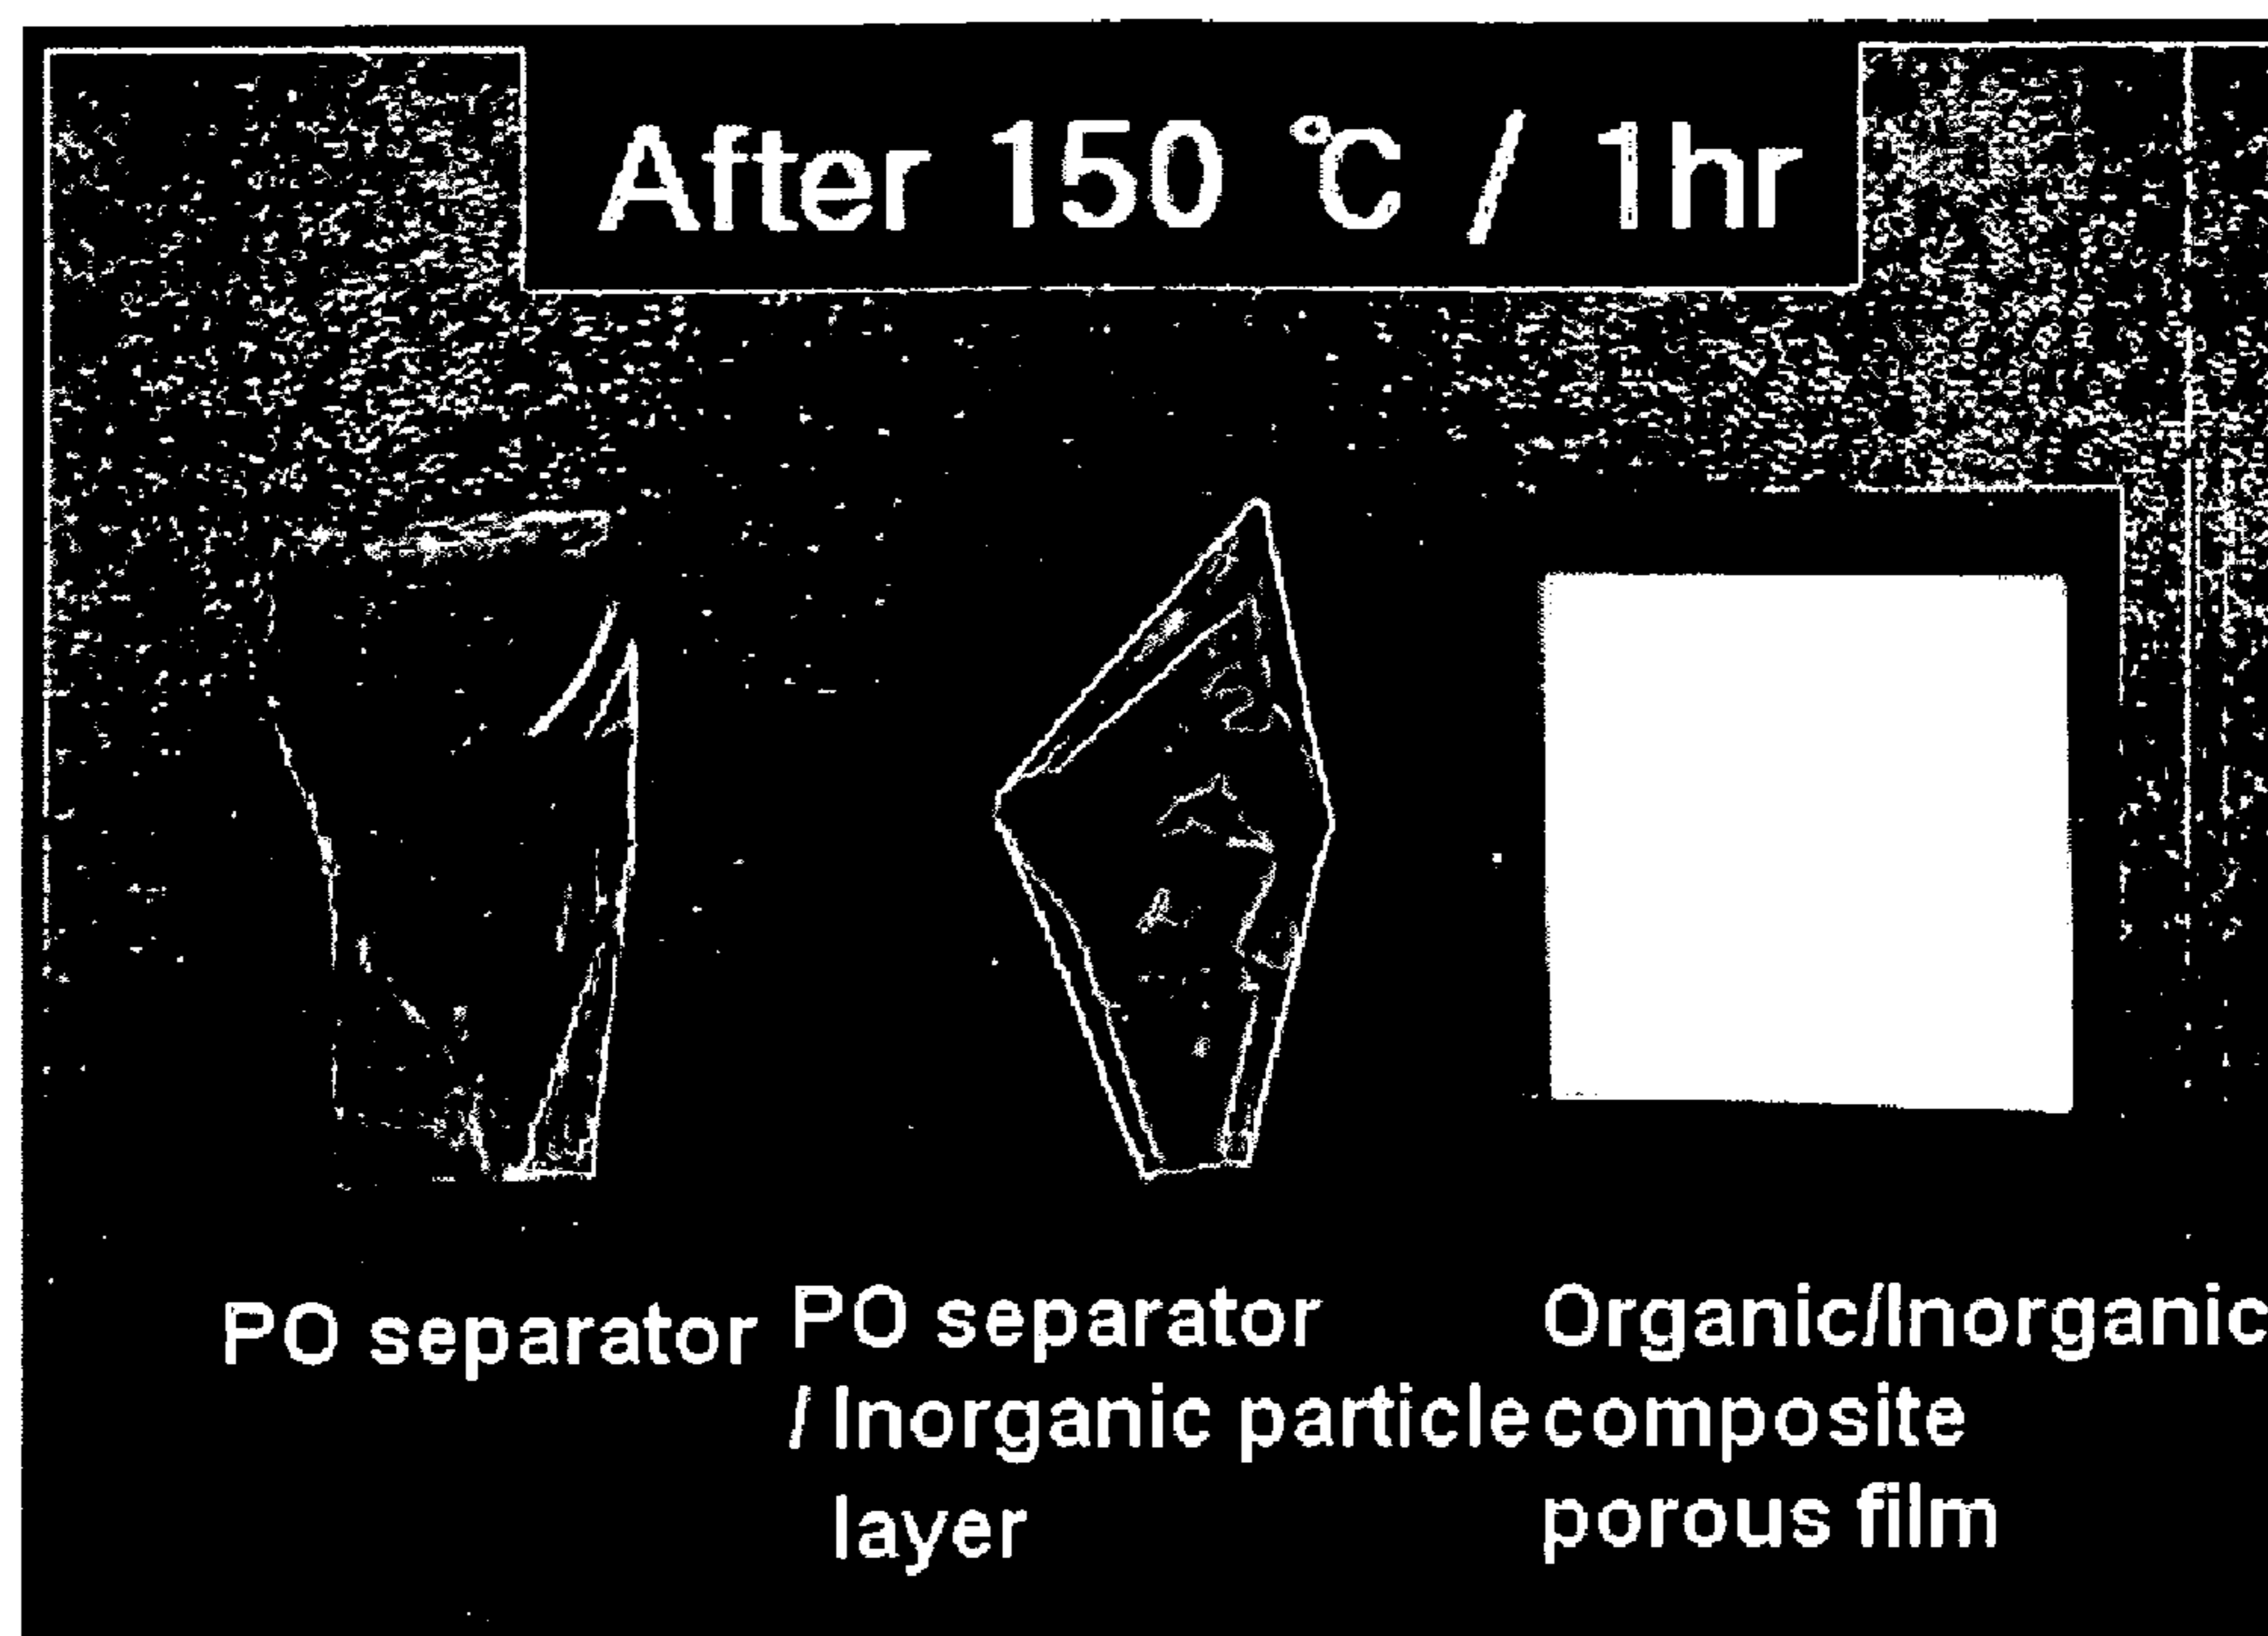 After 150 ℃ / 1hr
PO separator
PO separator
/ Inorganic particle
layer
Organic/Inorganic
composite
porous film